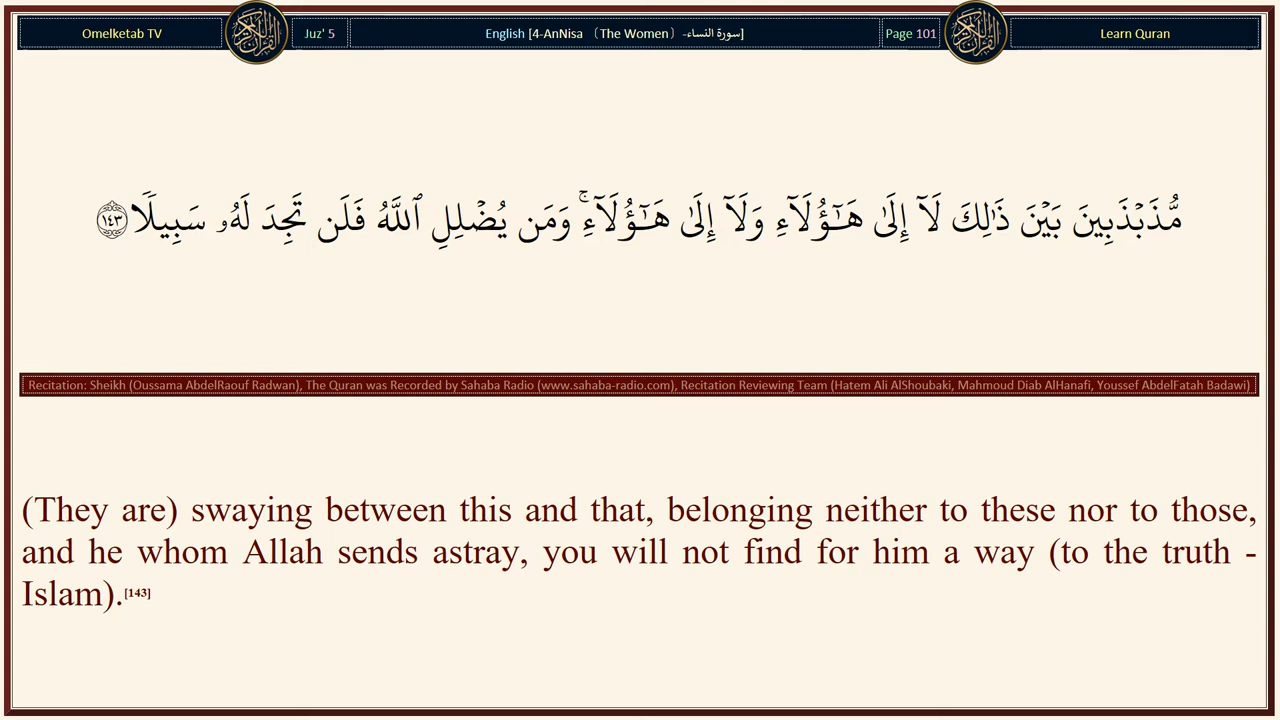 Omelketab TV
Juz' 5
English [4-AnNisa （The Women） -سورة النساء]
Page 101
Learn Quran
مُّذَبۡذَبِينَ بَيۡنَ ذَٰلِكَ لَآ إِلَىٰ هَـٰٓؤُلَآءِ وَلَآ إِلَىٰ هَـٰٓؤُلَآءِۚ وَمَن يُضۡلِلِ ٱللَّهُ فَلَن تَجِدَ لَهُۥ سَبِيلٗا ١٤٣
Recitation: Sheikh (Oussama AbdelRaouf Radwan), The Quran was Recorded by Sahaba Radio (www.sahaba-radio.com), Recitation Reviewing Team (Hatem Ali AlShoubaki, Mahmoud Diab AlHanafi, Youssef AbdelFatah Badawi)
(They are) swaying between this and that, belonging neither to these nor to those,
and he whom Allah sends astray, you will not find for him a way (to the truth -
Islam).[143]